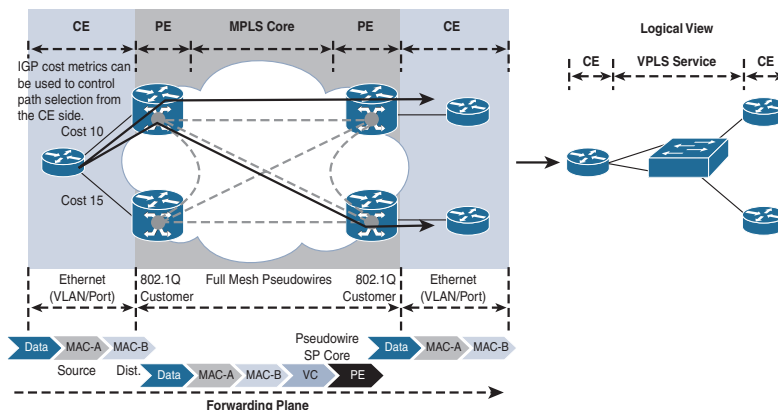 CE
PE
MPLS Core
PE
CE
Logical View
CE
VPLS Service
CE
IGP cost metrics can
be used to control
path selection from
the CE side.
Cost 10
Cost 15
Ethernet
(VLAN/Port)
802.1Q
Customer
Full Mesh Pseudowires
802.1Q
Customer
Ethernet
(VLAN/Port)
Data
MAC-A
MAC-B
Source
Dist.
Pseudowire
SP Core
Data
MAC-A
MAC-B
Data
MAC-A
MAC-B
VC
PE
Forwarding Plane